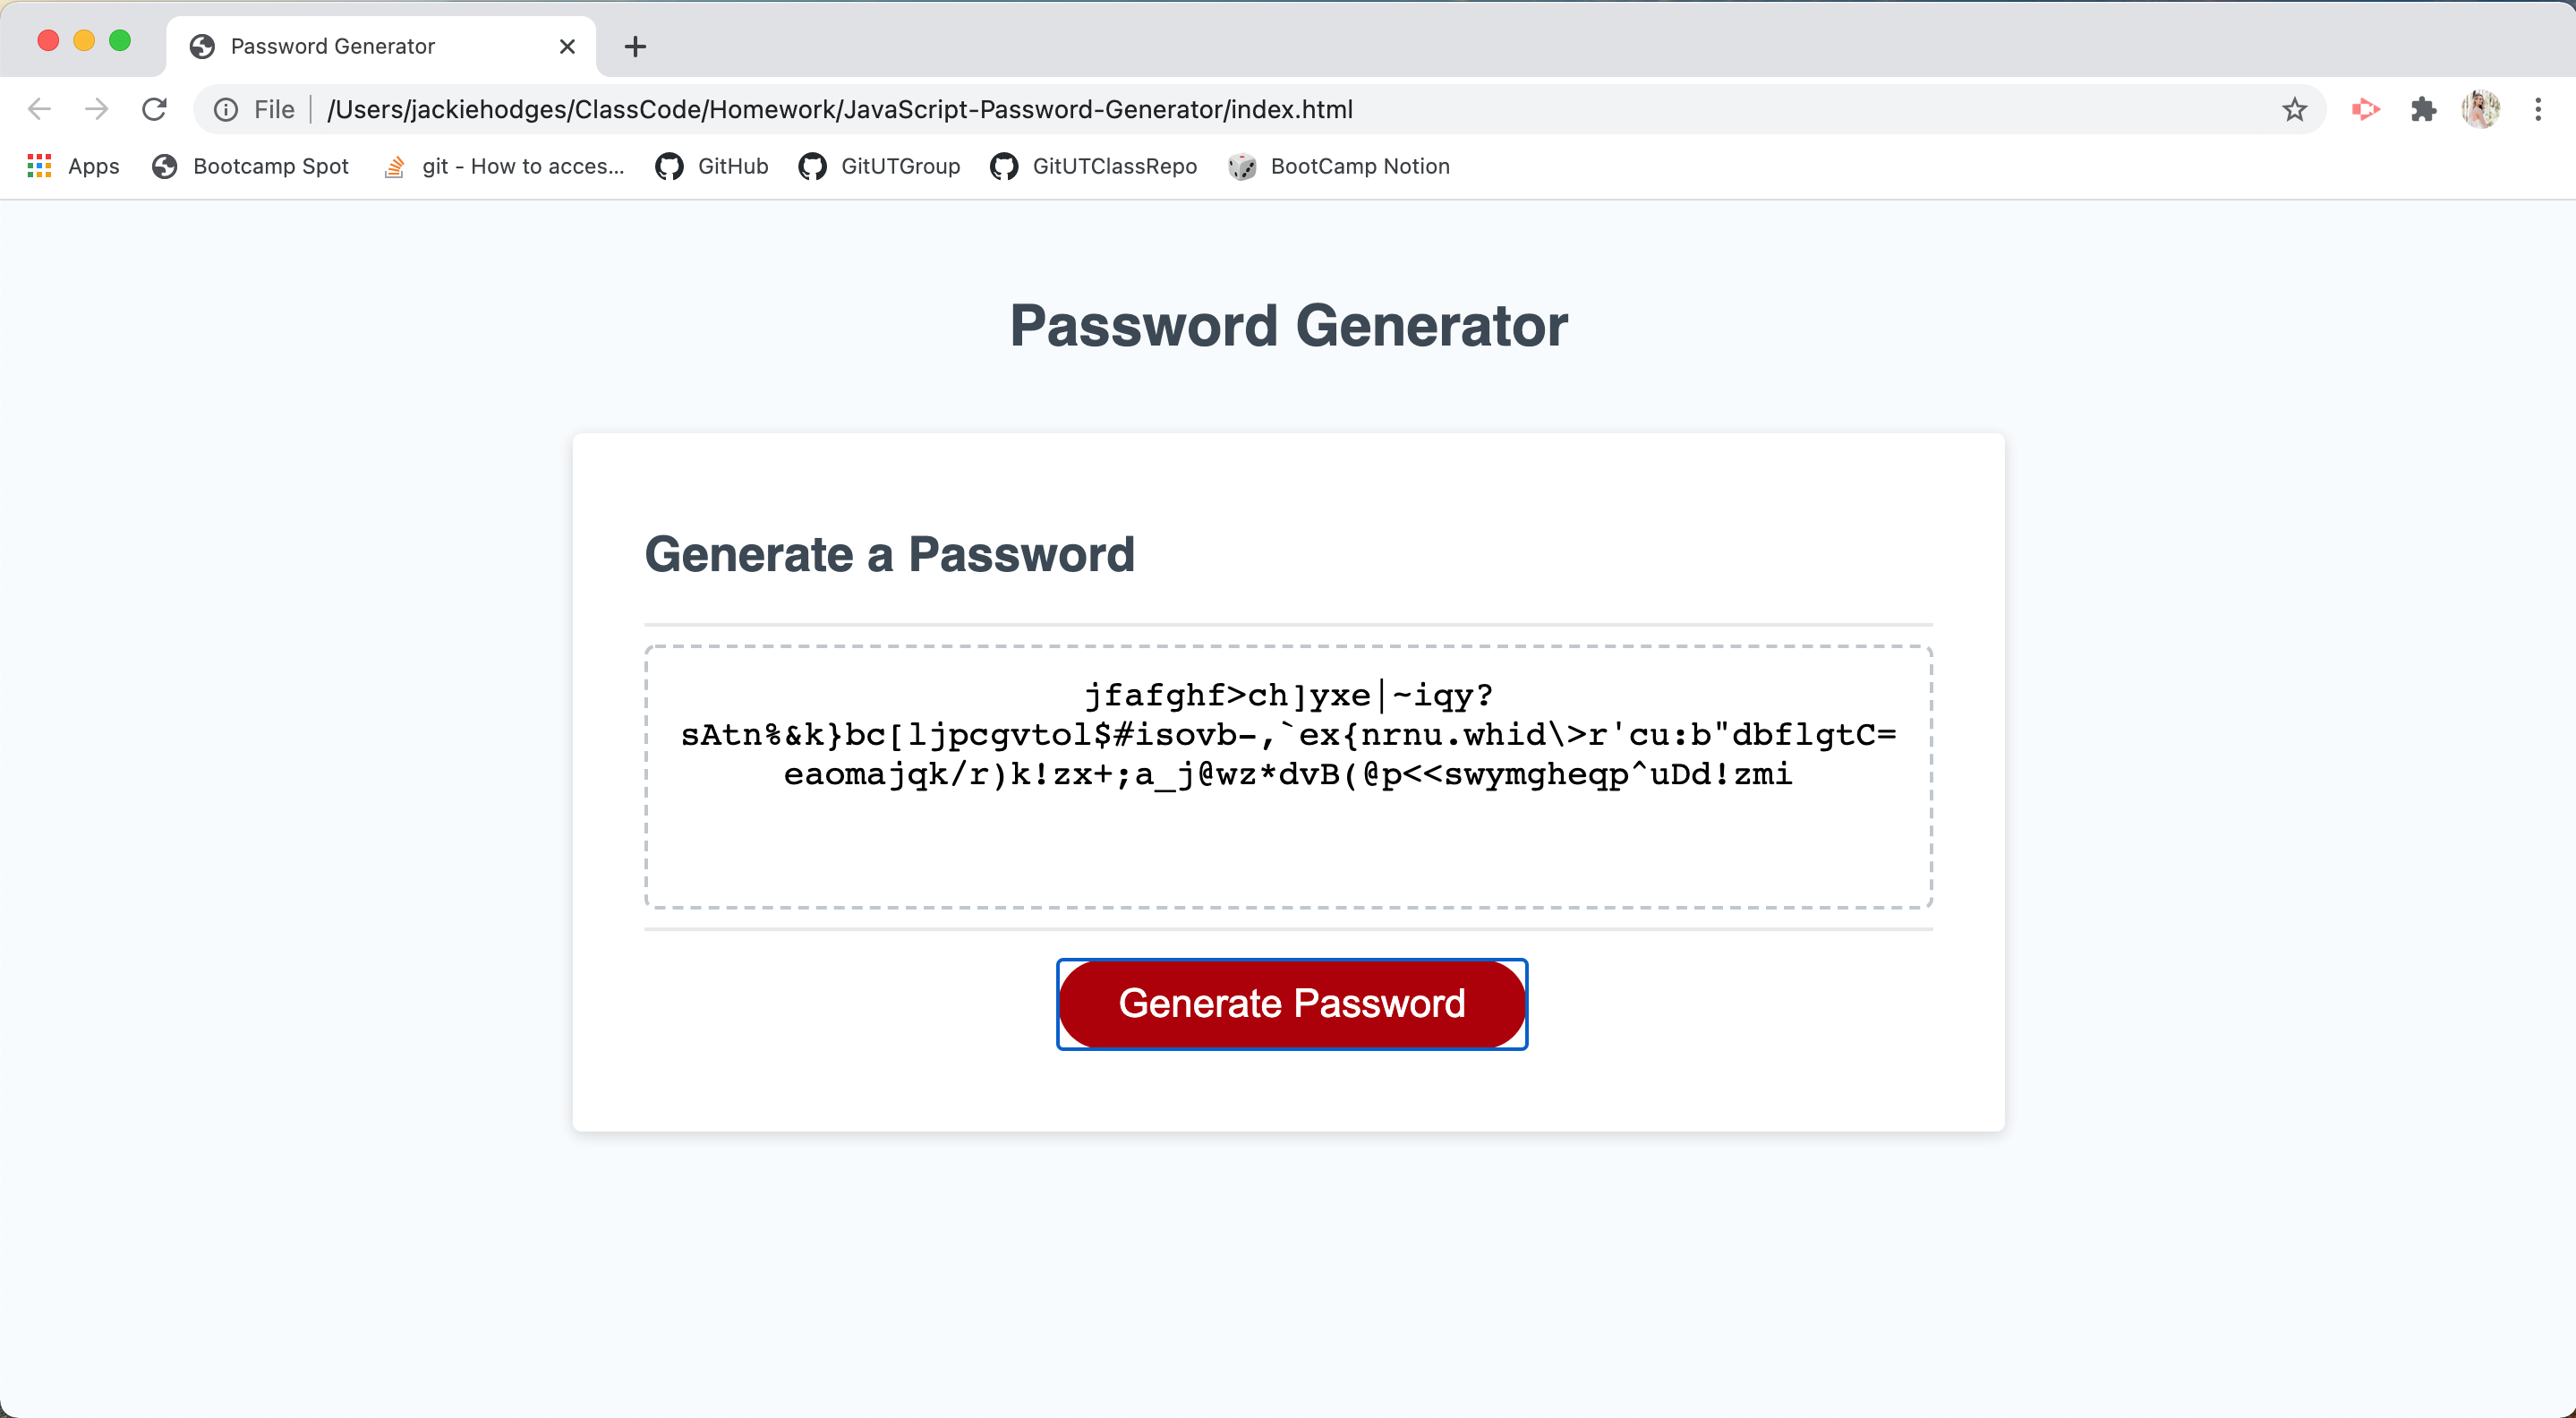 Password Generator
File
/Users/jackiehodges/ClassCode/Homework/JavaScript-Password-Generator/index.html
Apps
Bootcamp Spot
git - How to acces...
GitHub
GitUTGroup
GitUTClassRepo
BootCamp Notion
Password Generator
Generate a Password
jfafghf>ch]yxe|~iqy?
sAtn%&k}bc[ljpcgvtol$#isovb-,`ex{nrnu.whid\>r'cu:b"dbflgtC=
eaomajqk/r)k!zx+;a_j@wz*dvB(@p<<swymgheqp^uDd!zmi
Generate Password